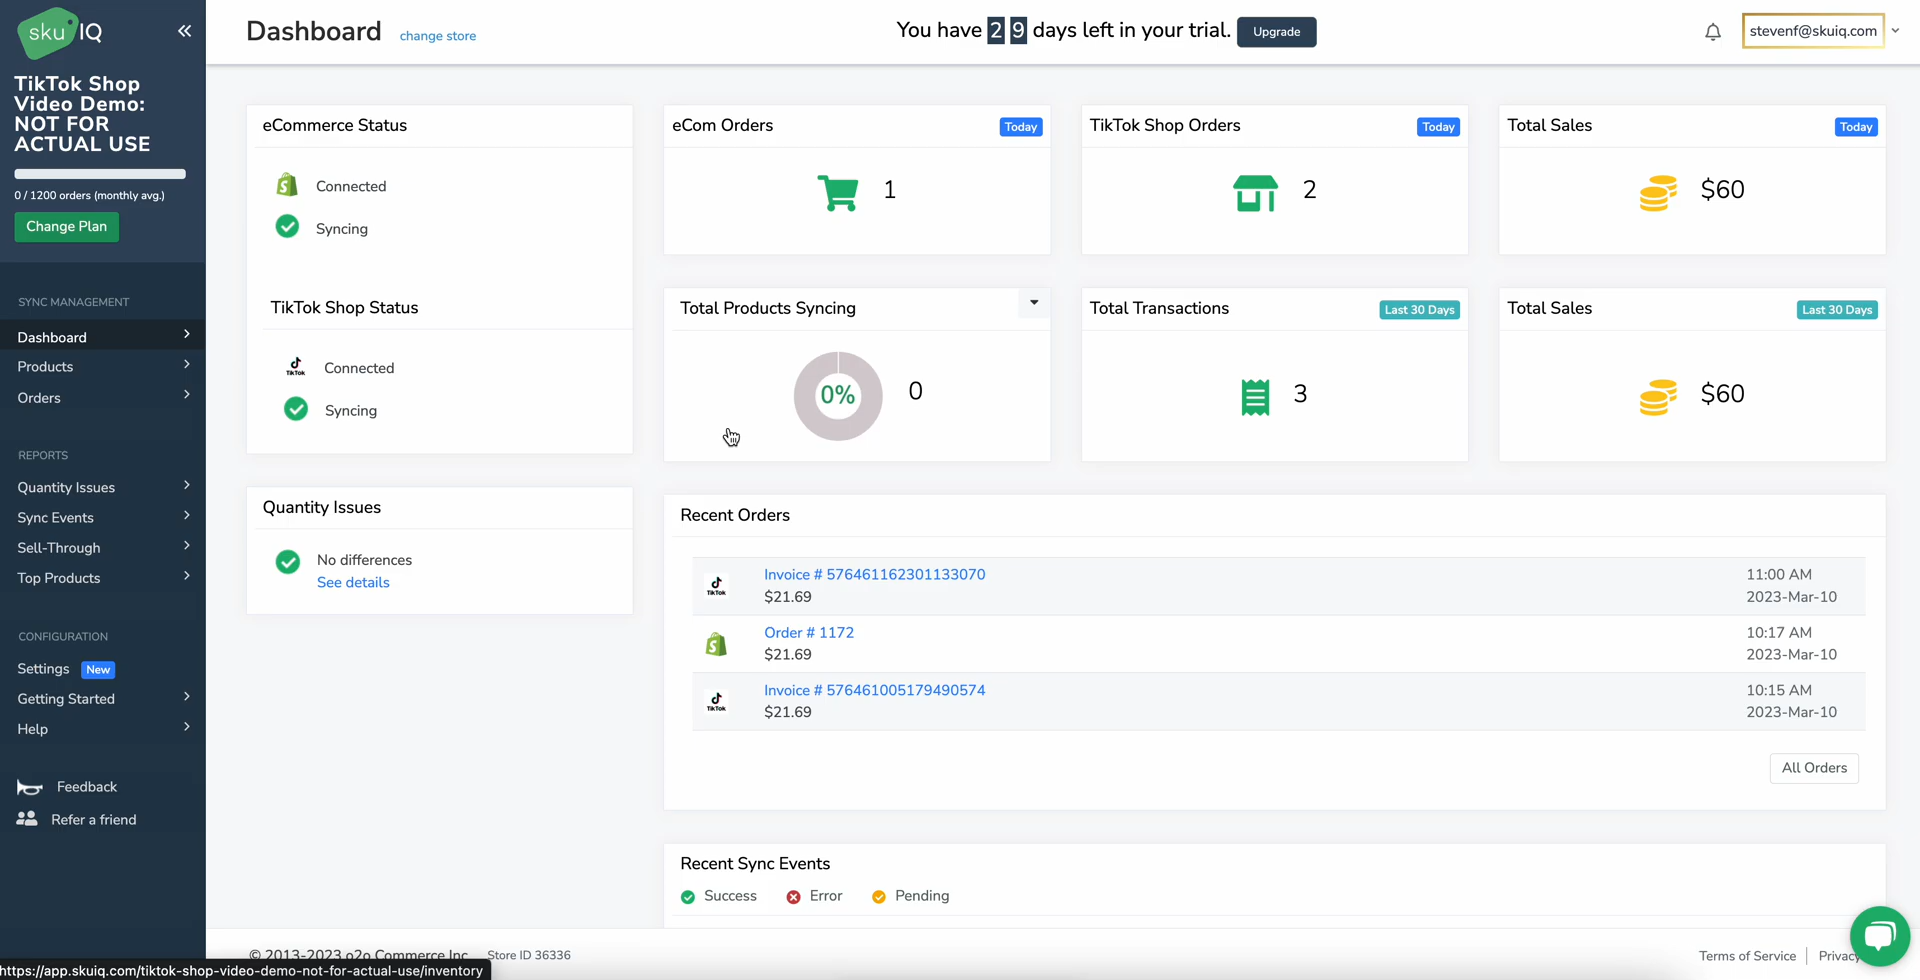 sku IQ
TikTok Shop
Video Demo:
NOT FOR
ACTUAL USE
0 / 1200 orders (monthly avg.)
Change Plan
SYNC MANAGEMENT
Dashboard
Products
Orders
REPORTS
Quantity Issues
Sync Events
Sell-Through
Top Products
CONFIGURATION
Settings New
Getting Started
Help
Feedback
Refer a friend
Dashboard change store
You have 2 9 days left in your trial. Upgrade
stevenf@skuiq.com
eCommerce Status
Connected
Syncing
TikTok Shop Status
TikTok
Connected
Syncing
Quantity Issues
No differences
See details
eCom Orders Today
1
TikTok Shop Orders Today
2
Total Sales Today
$60
Total Products Syncing
0% 0
Total Transactions Last 30 Days
3
Total Sales Last 30 Days
$60
Recent Orders
TikTok
Invoice # 576461162301133070 11:00 AM
$21.69 2023-Mar-10
Order # 1172 10:17 AM
$21.69 2023-Mar-10
TikTok
Invoice # 576461005179490574 10:15 AM
$21.69 2023-Mar-10
All Orders
Recent Sync Events
Success Error Pending
© 2013-2023 o2o Commerce Inc Store ID 36336
Terms of Service Privacy
https://app.skuiq.com/tiktok-shop-video-demo-not-for-actual-use/inventory